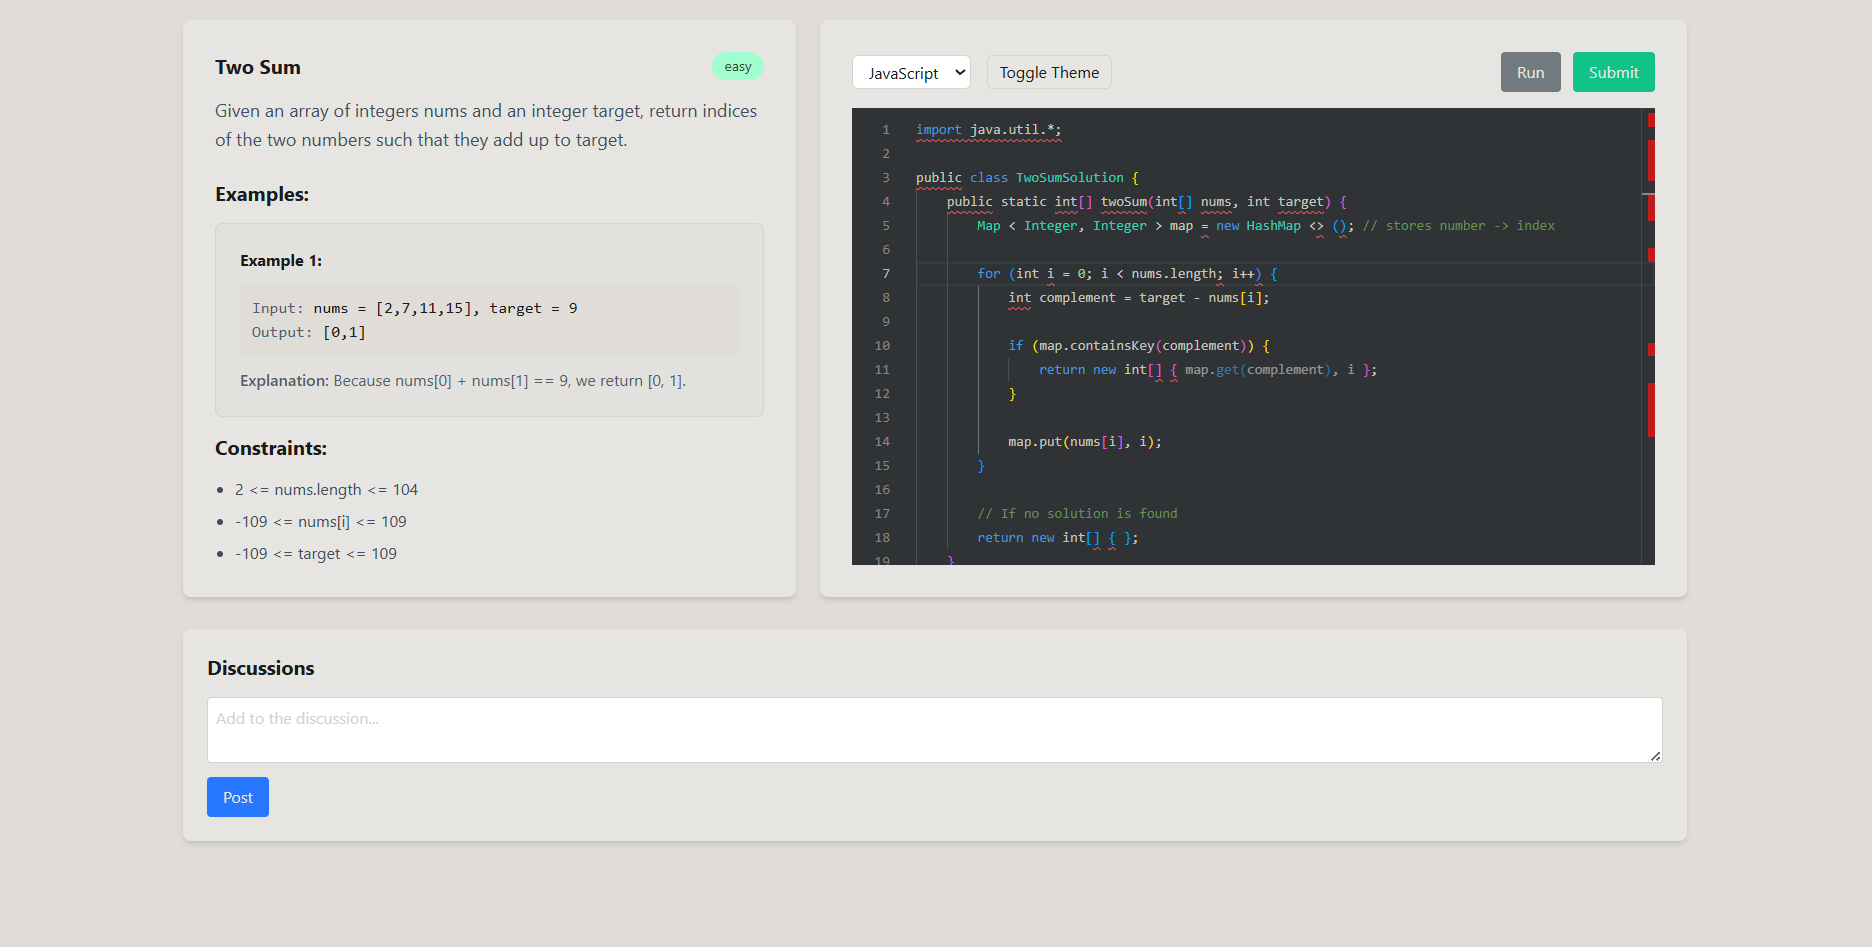 Two Sum
easy
Given an array of integers nums and an integer target, return indices
of the two numbers such that they add up to target.
Examples:
Example 1:
Input: nums = [2,7,11,15], target = 9
Output: [0,1]
Explanation: Because nums[0] + nums[1] == 9, we return [0, 1].
Constraints:
• 2 <= nums.length <= 104
• -109 <= nums[i] <= 109
• -109 <= target <= 109
JavaScript
Toggle Theme
Run
Submit
1 import java.util.*;
2
3 public class TwoSumSolution {
4     public static int[] twoSum(int[] nums, int target) {
5         Map < Integer, Integer > map = new HashMap <> (); // stores number -> index
6
7         for (int i = 0; i < nums.length; i++) {
8             int complement = target - nums[i];
9
10             if (map.containsKey(complement)) {
11                 return new int[] { map.get(complement), i };
12             }
13
14             map.put(nums[i], i);
15         }
16
17         // If no solution is found
18         return new int[] { };
19     }
Discussions
Add to the discussion...
Post